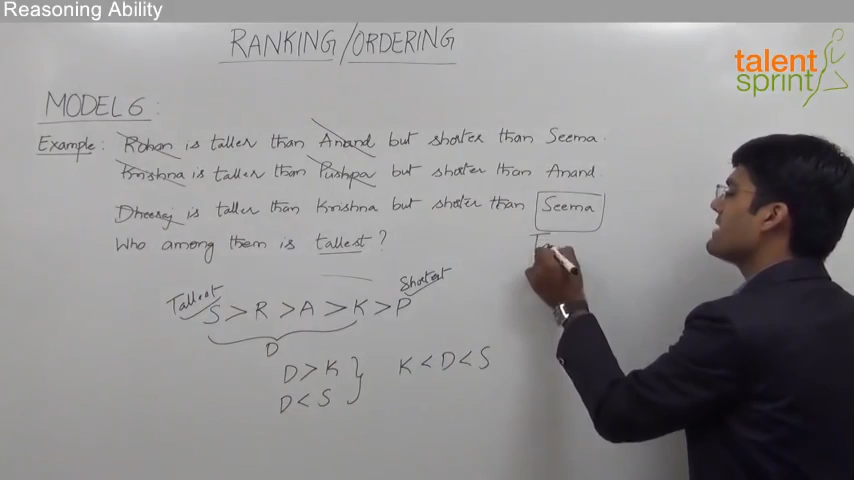 Reasoning Ability
RANKING/ORDERING
talent
sprint
MODEL 6 :
Example : Rohan is taller than Anand but shorter than Seema.
Krishna is taller than Pushpa but shorter than Anand.
Dheeraj is taller than Krishna but shorter than Seema
Who among them is tallest ?
Ta
Tallest
Shortest
S > R > A > K > P
D
D > K
D < S
K < D < S